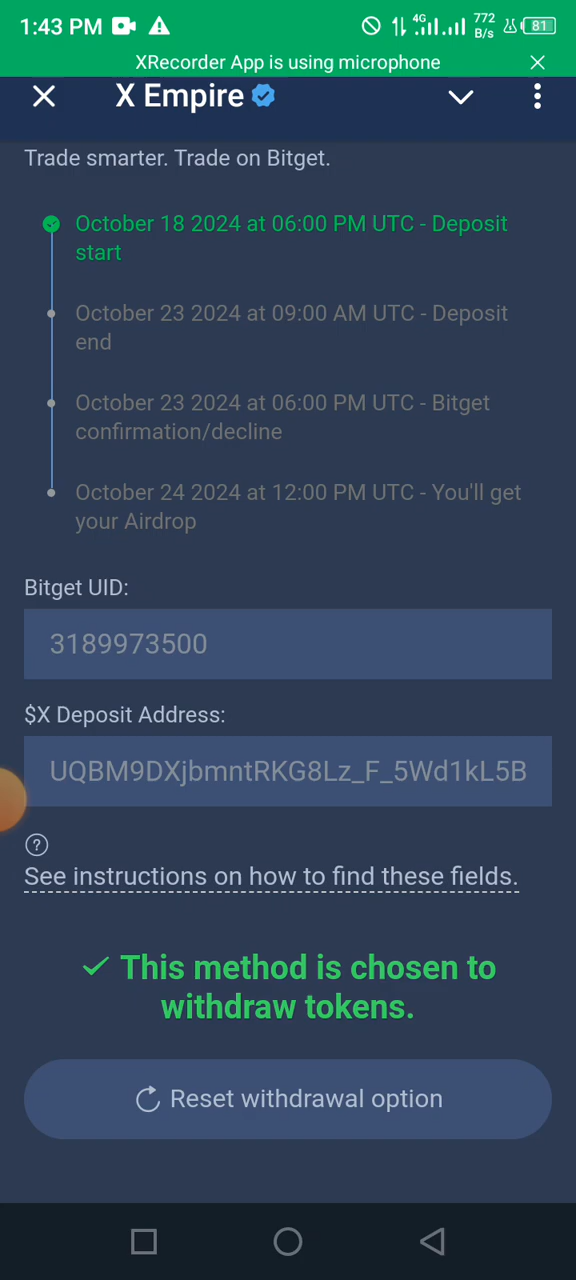 1:43 PM 4G 772 B/s 81
XRecorder App is using microphone
X Empire
Trade smarter. Trade on Bitget.
October 18 2024 at 06:00 PM UTC - Deposit
start
October 23 2024 at 09:00 AM UTC - Deposit
end
October 23 2024 at 06:00 PM UTC - Bitget
confirmation/decline
October 24 2024 at 12:00 PM UTC - You'll get
your Airdrop
Bitget UID:
3189973500
$X Deposit Address:
UQBM9DXjbmntRKG8Lz_F_5Wd1kL5B
?
See instructions on how to find these fields.
This method is chosen to
withdraw tokens.
Reset withdrawal option